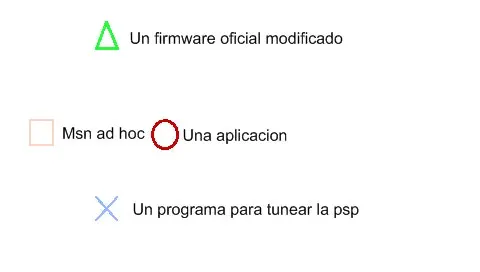 Un firmware oficial modificado
Msn ad hoc Una aplicacion
Un programa para tunear la psp